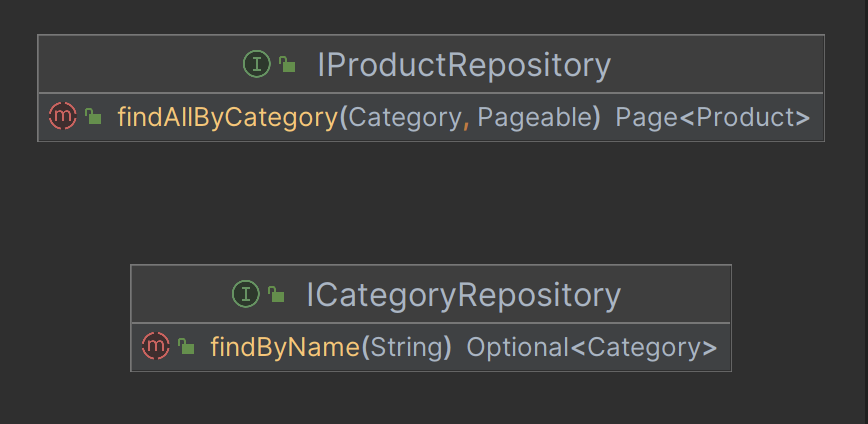 IProductRepository
findAllByCategory(Category, Pageable) Page<Product>
ICategoryRepository
findByName(String) Optional<Category>